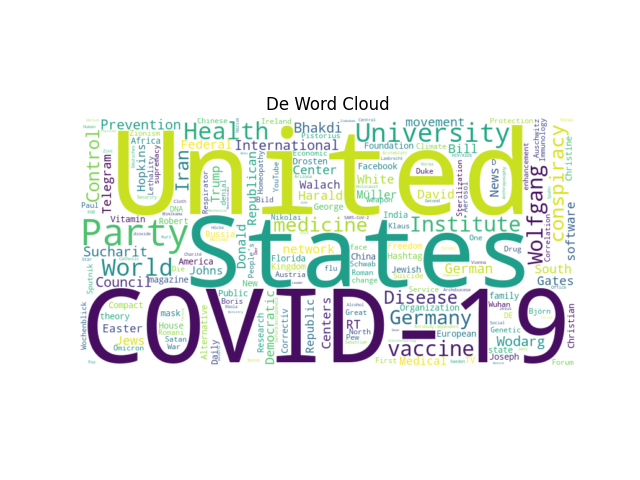 De Word Cloud
Prevention
Health
United
University
movement
Chinese
Ireland
Protection
Control
Telegram
Africa
Zionism
Hopkins
Lethality
supremacy
Iran
Federal
International
Bhakdi
Pistorius
Foundation
Climate
Bill
News
Auschwitz
Immunology
Christine
conspiracy
software
Paul
Vitamin
DNA
Robert
Respirator
Trump
denial
Russia
Donald
Republican
Homeopathy
YouTube
Economic
Drosten
Center
Walach
Harald
George
Bild
Facebook
White
Müller
Weapon
Duke
David
Sterilization
Aerosol
D
enhancement
Correlation
Wolfgang
Party
States
Nikolai
medicine
India
Klaus
Institute
Sucharit
World
Council
Johns
America
magazine
Die
Sputnik
network
Florida
Kingdom
Austria
flu
face
China
Schwab
Roman
change
Freedom
Hashtag
Jewish
Suicide
German
One
Drug
South
Gates
New
People's
COVID-19
Wochenblick
Compact
theory
Easter
Jews
Omicron
mask
House
Romani
Satan
War
Public
Boris
Alternative
Daily
Democratic
Research
Correctiv
Republic
Centers
Great
RT
North
Pew
Service
Disease
Organization
Germany
vaccine
First
Medical
IV
European
state
Joseph
Wuhan
family
Genetic
DE
Social
Björn
Wodarg
Christian
Forum